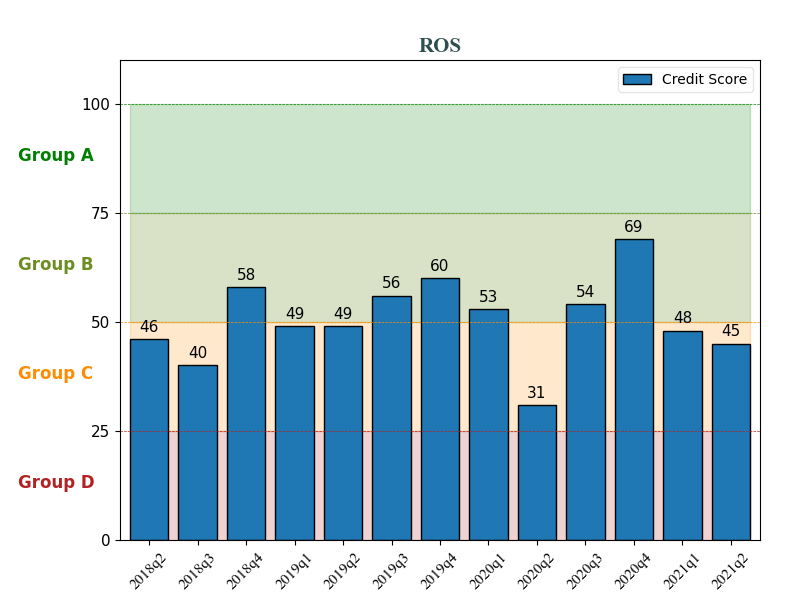 ROS
Credit Score
100
Group A
75
69
Group B
58
60
56
54
53
49
49
50
48
46
45
40
Group C
31
25
Group D
0
2018q2
2018q3
2018q4
2019q1
2019q2
2019q3
2019q4
2020q1
2020q2
2020q3
2020q4
2021q1
2021q2